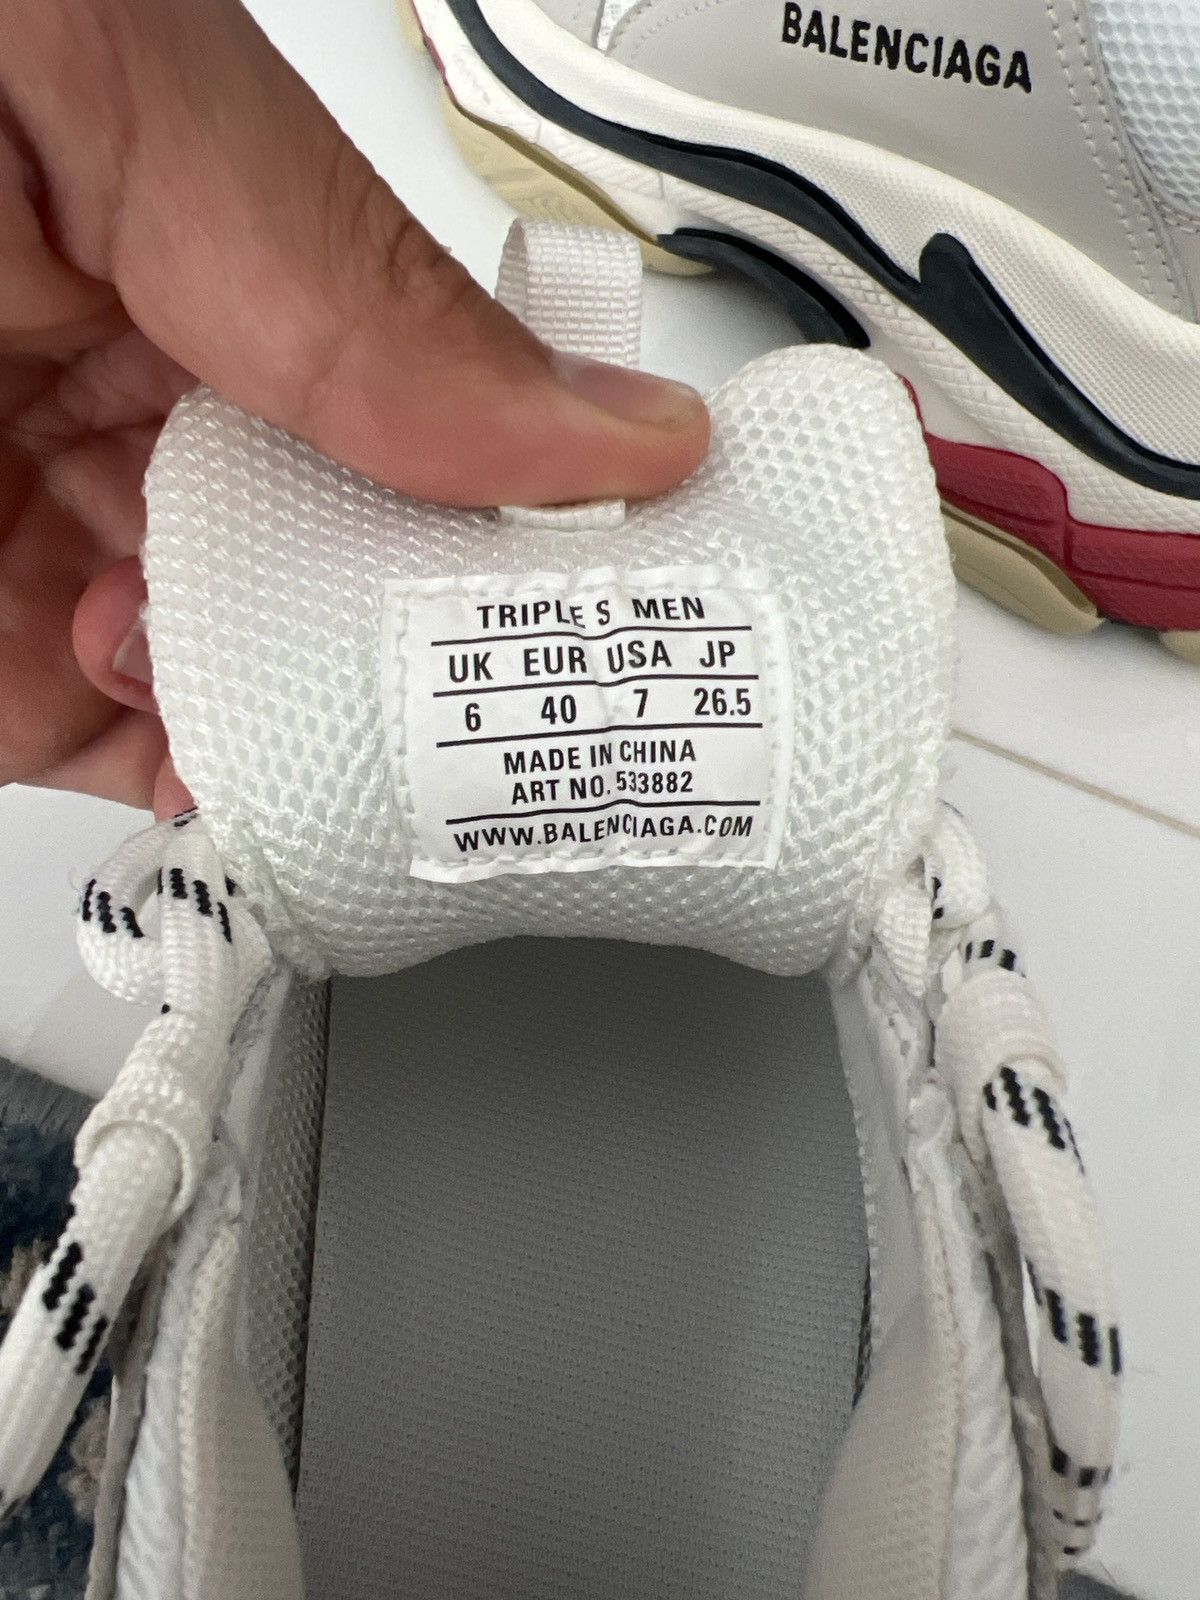 BALENCIAGA
TRIPLE S MEN
UK EUR USA JP
6 40 7 26.5
MADE IN CHINA
ART NO. 533882
WWW.BALENCIAGA.COM